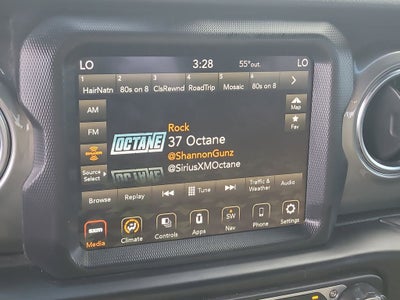 LO 3:28 55°out. LO
1 2 3 4 5 6
HairNatn 80s on 8 ClsRewnd RoadTrip Mosaic 80s on 8
AM
Map
FM
Fav
Rock
OCTANE
37 Octane
@ShannonGunz
@SiriusXMOctane
Source
Select
Browse Replay Tune Traffic & Weather Audio
sxm
Media Climate Controls Apps SW Nav Phone Settings